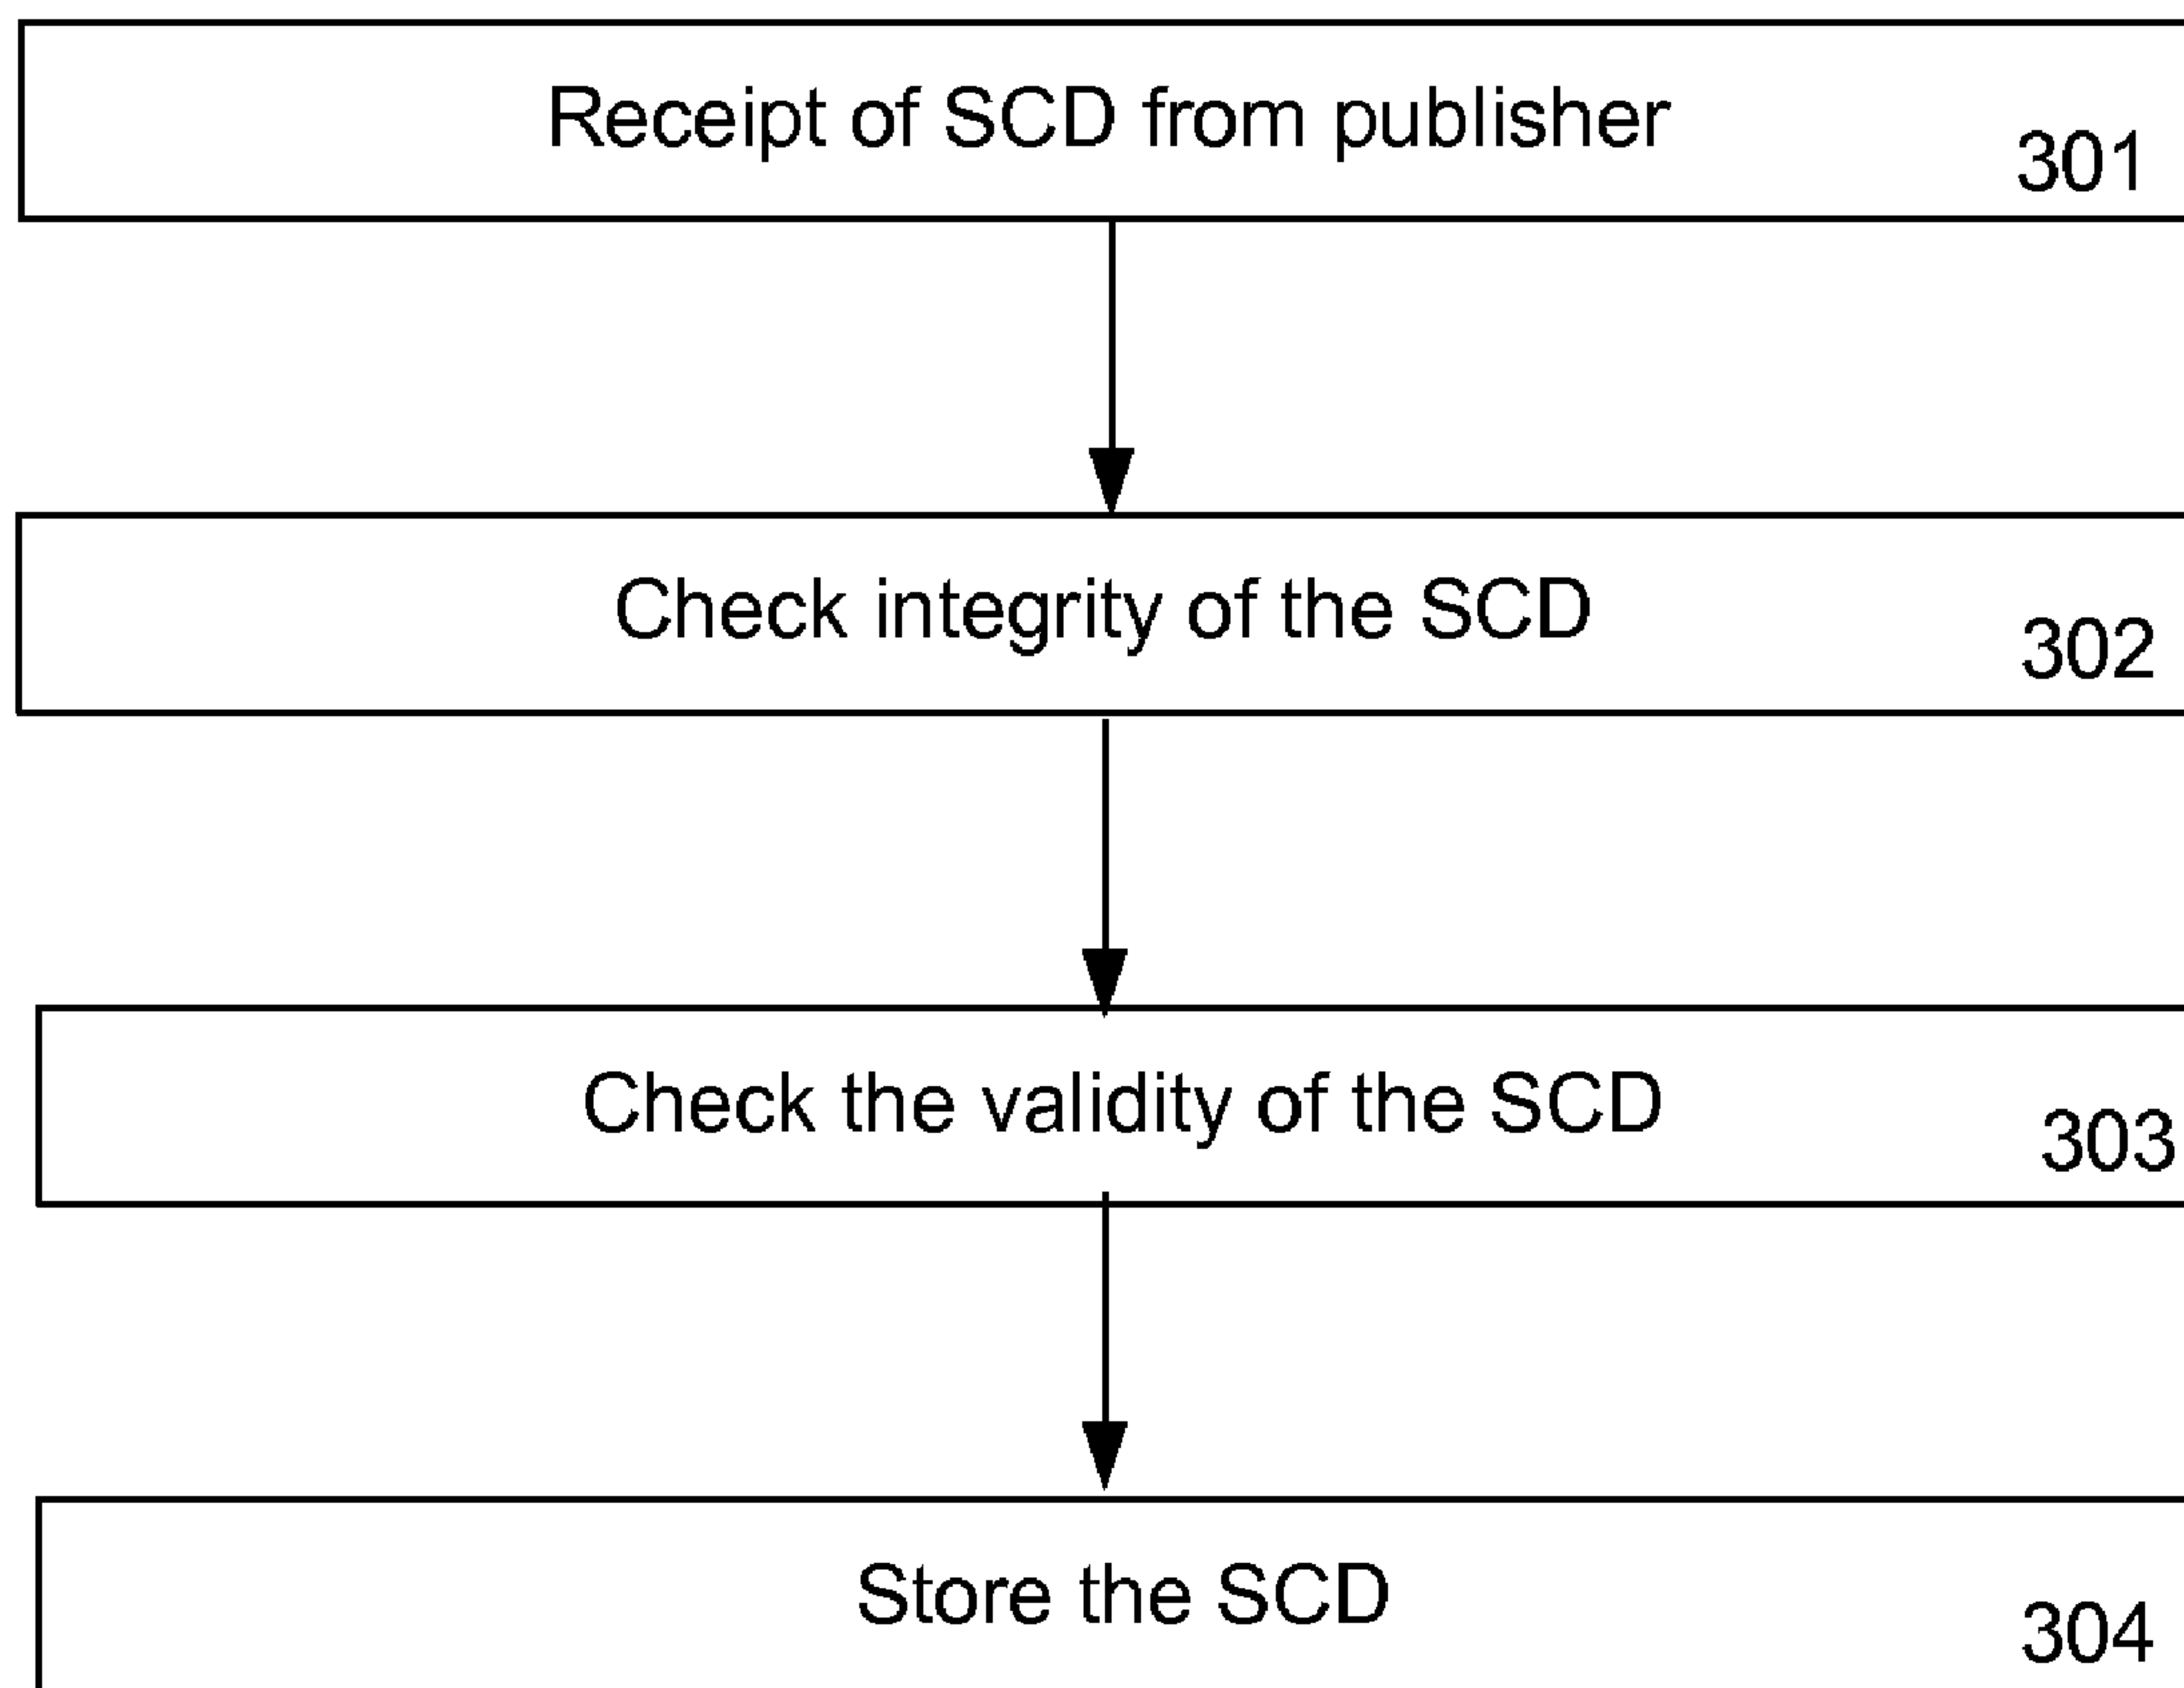 Receipt of SCD from publisher
301
Check integrity of the SCD
302
Check the validity of the SCD
303
Store the SCD
304